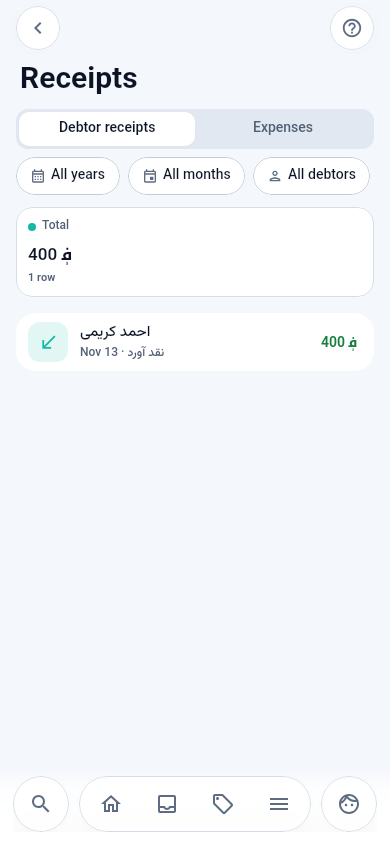 Receipts
Debtor receipts
Expenses
All years
All months
All debtors
Total
400 ؋
1 row
احمد کریمی
Nov 13 · نقد آورد
400 ؋